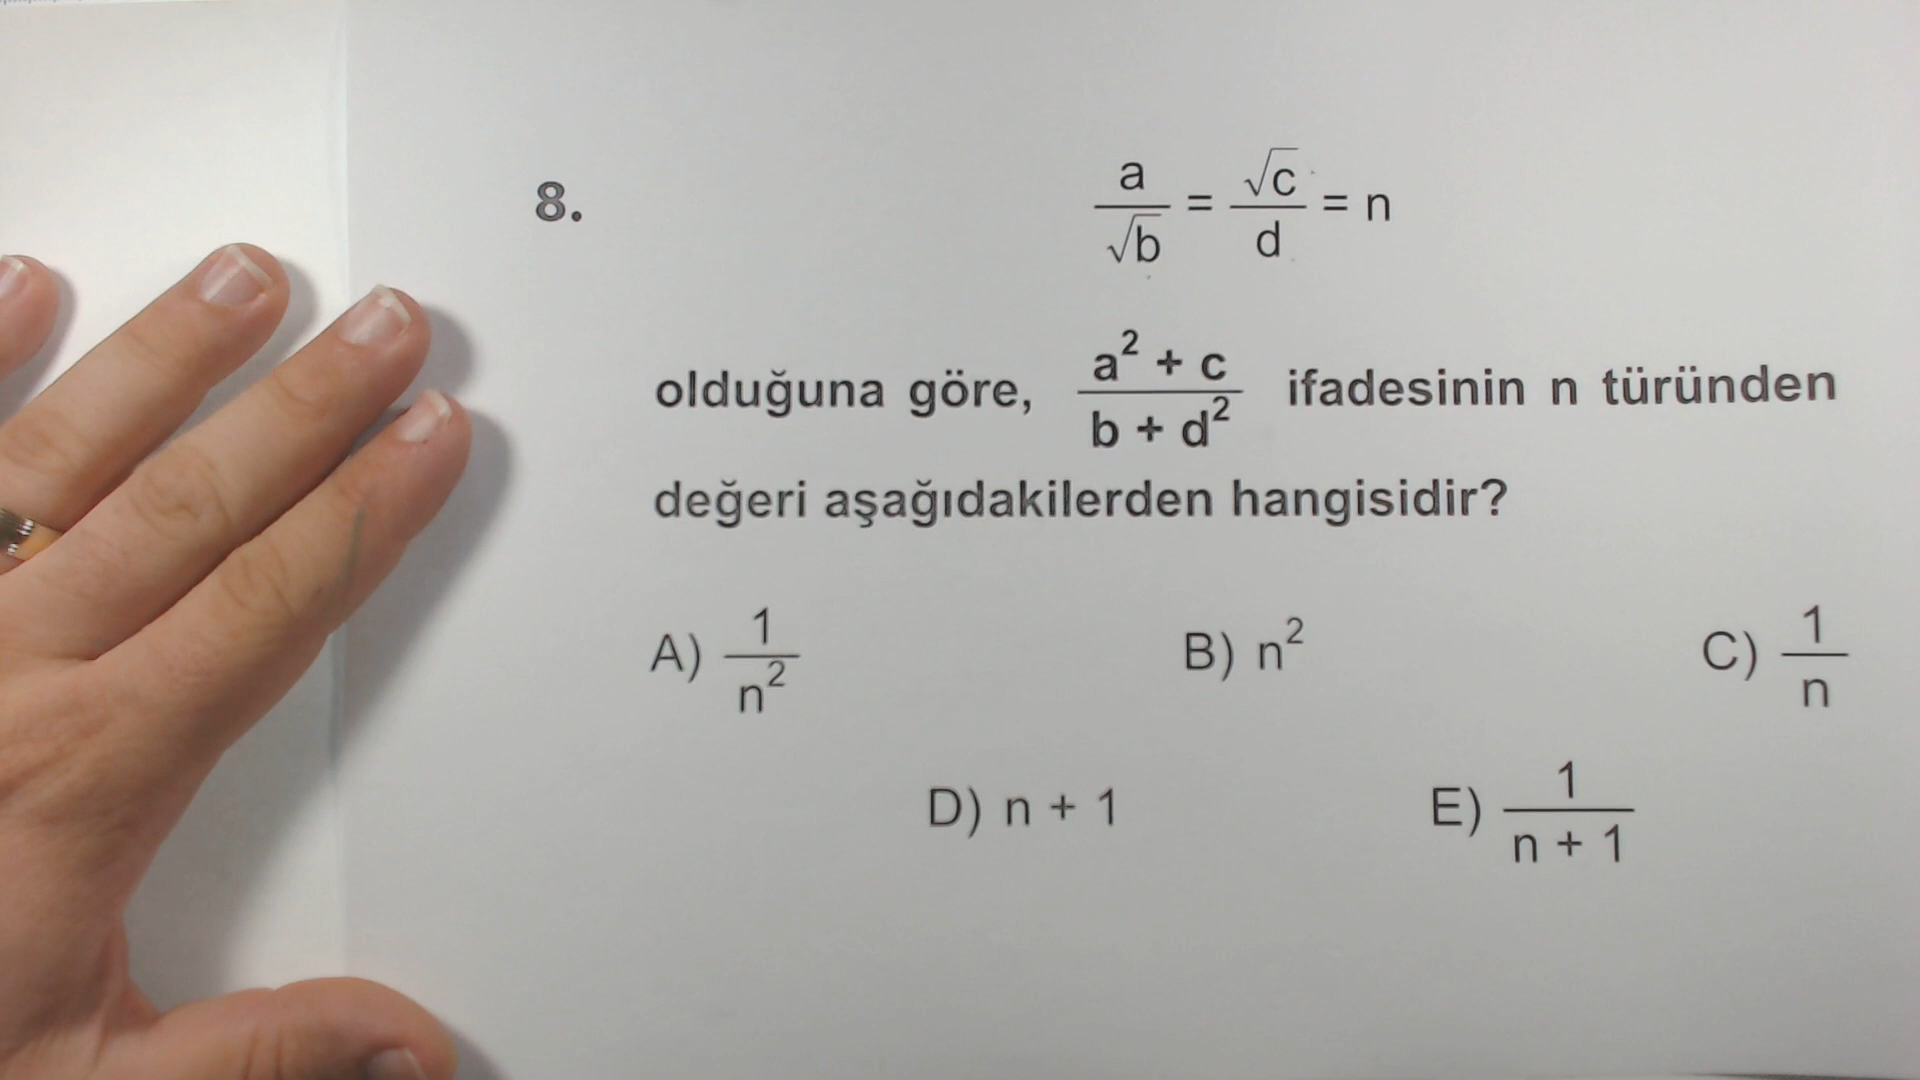 8. a/√b = √c/d = n
olduğuna göre, (a² + c)/(b + d²) ifadesinin n türünden
değeri aşağıdakilerden hangisidir?
A) 1/n² B) n² C) 1/n
D) n + 1 E) 1/(n + 1)